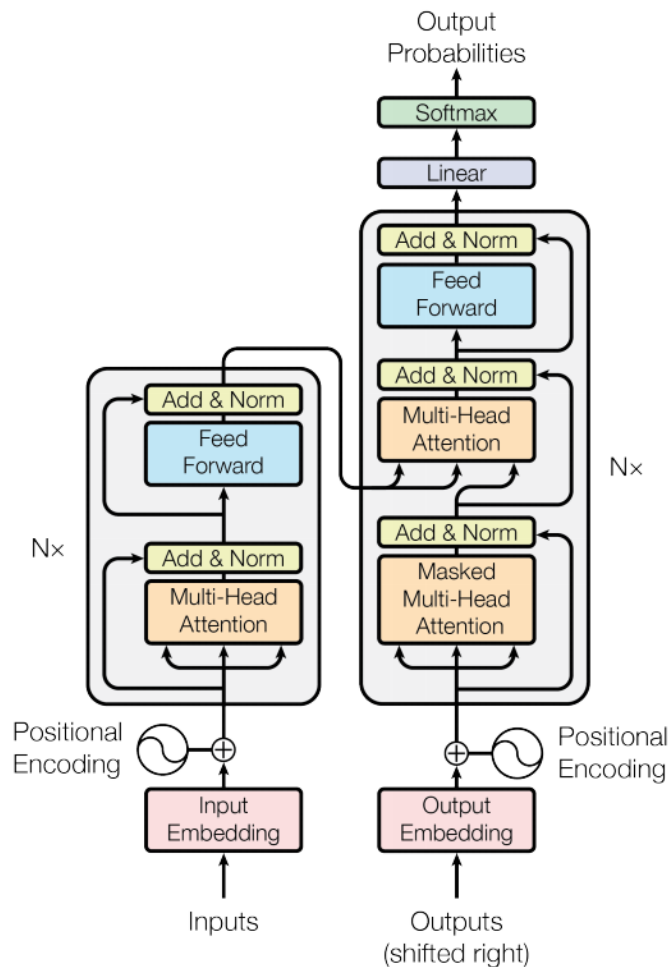 Output
Probabilities
Softmax
Linear
Add & Norm
Feed
Forward
Add & Norm
Multi-Head
Attention
Nx
Add & Norm
Masked
Multi-Head
Attention
Add & Norm
Feed
Forward
Nx
Add & Norm
Multi-Head
Attention
Positional
Encoding
Positional
Encoding
Input
Embedding
Output
Embedding
Inputs
Outputs
(shifted right)